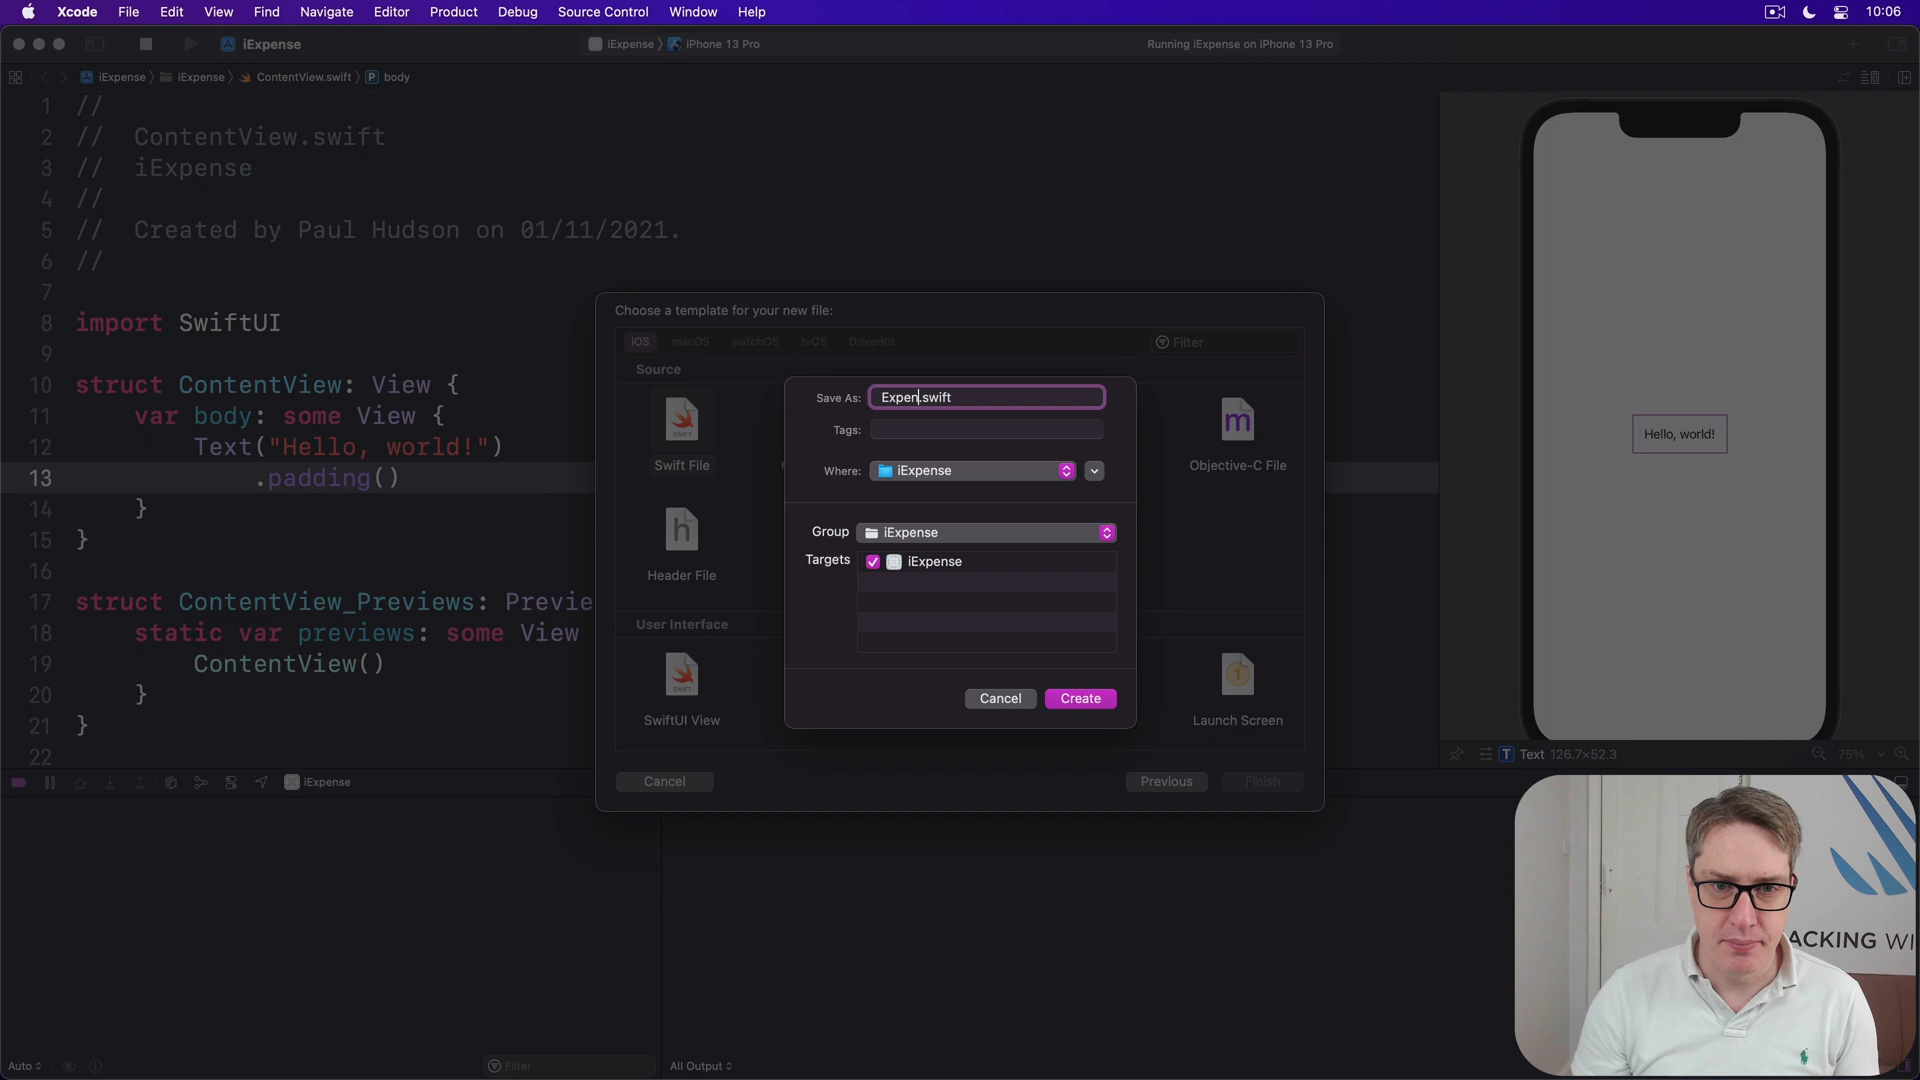 Xcode File Edit View Find Navigate Editor Product Debug Source Control Window Help 10:06
iExpense iExpense iPhone 13 Pro Running iExpense on iPhone 13 Pro
iExpense iExpense ContentView.swift P body
1 //
2 // ContentView.swift
3 // iExpense
4 //
5 // Created by Paul Hudson on 01/11/2021.
6 //
7
8 import SwiftUI
9
10 struct ContentView: View {
11 var body: some View {
12 Text("Hello, world!")
13 .padding()
14 }
15 }
16
17 struct ContentView_Previews: Previe
18 static var previews: some View
19 ContentView()
20 }
21 }
22
Choose a template for your new file:
iOS macOS watchOS tvOS DriverKit Filter
Source
Swift File
Objective-C File
Header File
User Interface
SwiftUI View
Launch Screen
Cancel Previous Finish
Save As: Expen.swift
Tags:
Where: iExpense
Group iExpense
Targets iExpense
Cancel Create
Hello, world!
T Text 126.7×52.3 75%
iExpense
Auto Filter All Output
ACKING WI